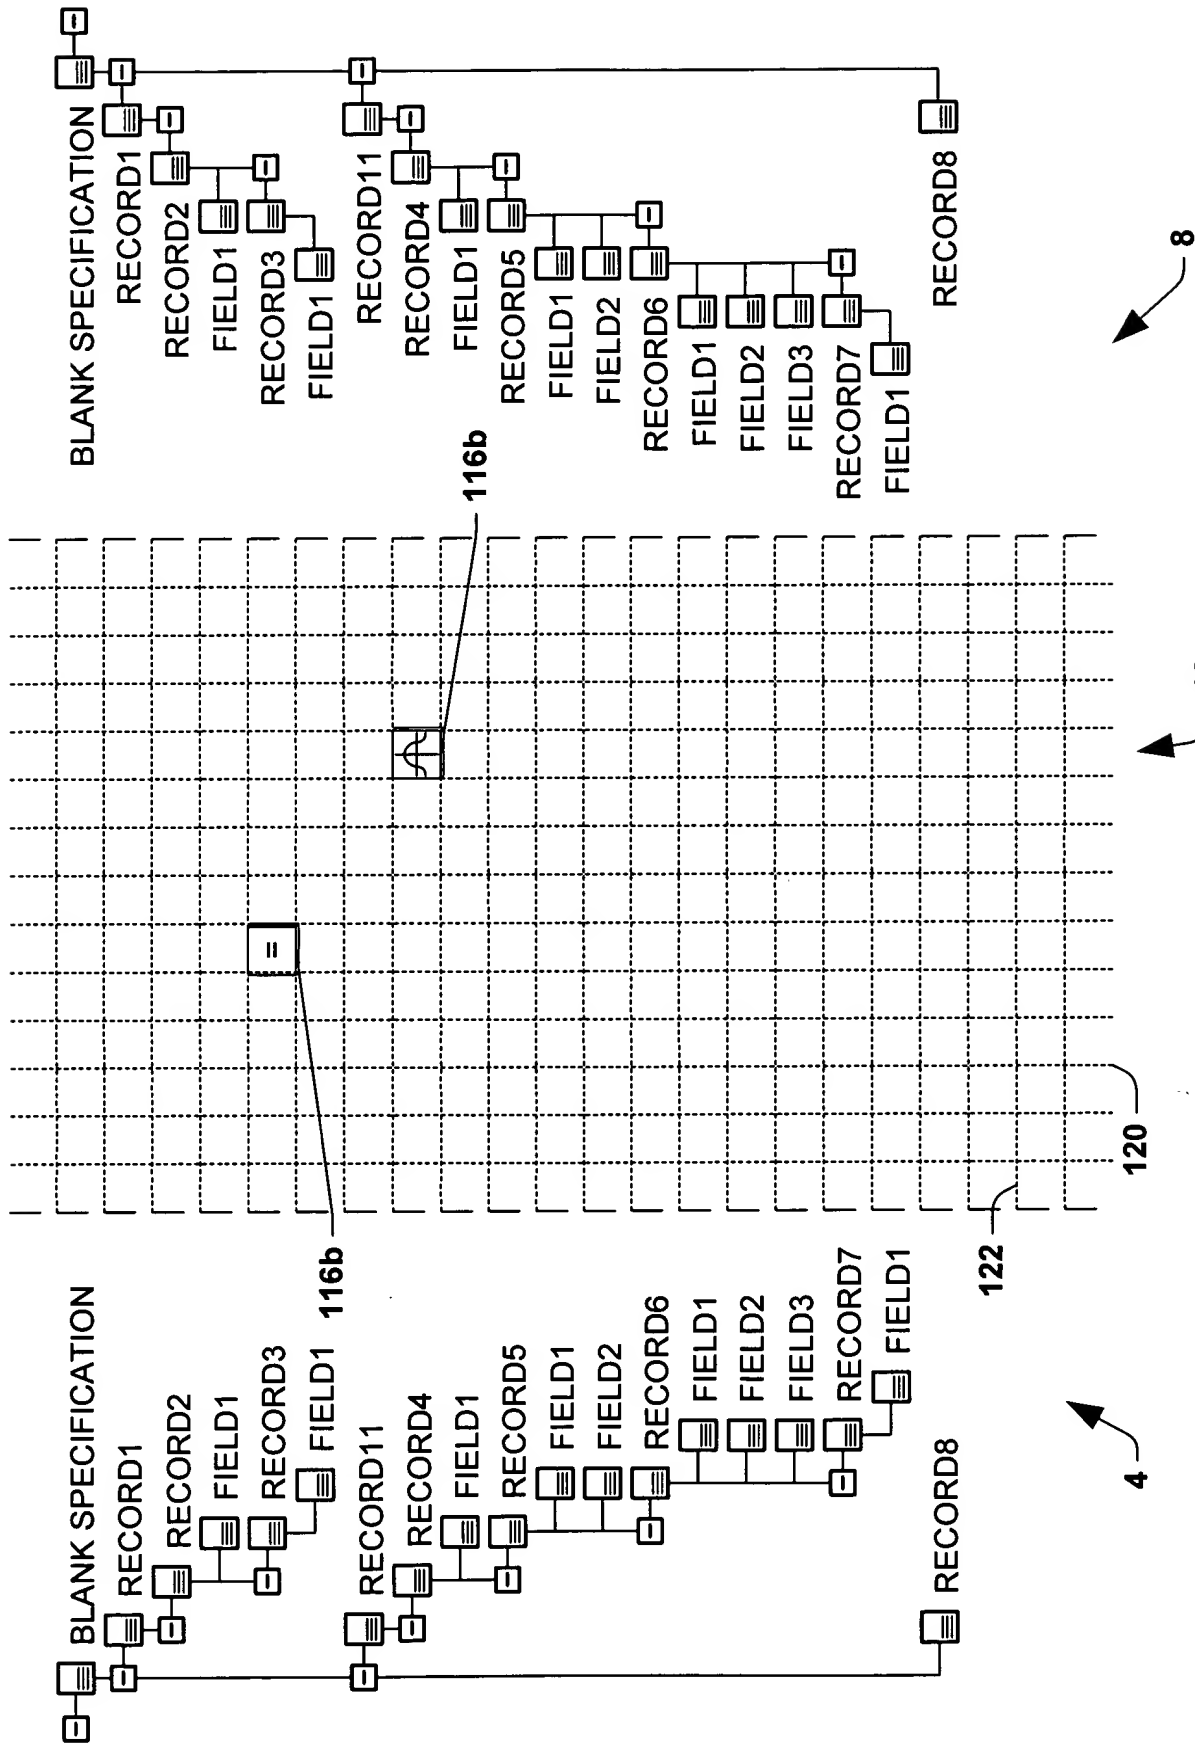 BLANK SPECIFICATION
RECORD1
RECORD2
FIELD1
RECORD3
FIELD1
RECORD11
RECORD4
FIELD1
RECORD5
FIELD1
FIELD2
RECORD6
FIELD1
FIELD2
FIELD3
RECORD7
FIELD1
RECORD8
4
116b
=
116b
122
120
BLANK SPECIFICATION
RECORD1
RECORD2
FIELD1
RECORD3
FIELD1
RECORD11
RECORD4
FIELD1
RECORD5
FIELD1
FIELD2
RECORD6
FIELD1
FIELD2
FIELD3
RECORD7
FIELD1
RECORD8
8